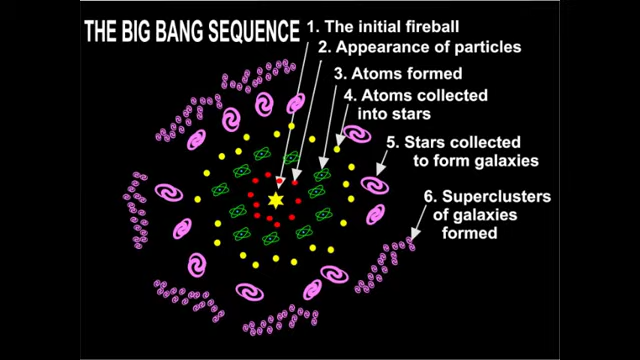 THE BIG BANG SEQUENCE
1. The initial fireball
2. Appearance of particles
3. Atoms formed
4. Atoms collected
into stars
5. Stars collected
to form galaxies
6. Superclusters
of galaxies
formed